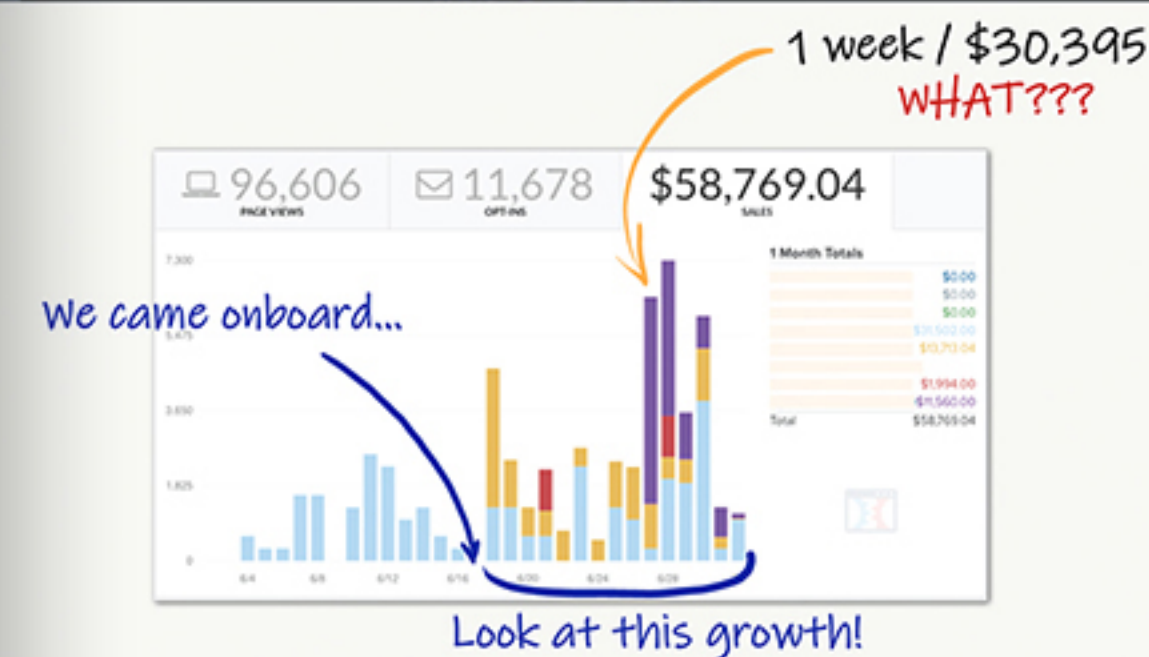 1 week / $30,395
WHAT???
96,606
PAGE VIEWS
11,678
OPT-INS
$58,769.04
SALES
1 Month Totals
7,300
$0.00
$0.00
$0.00
We came onboard...
5,475
$31,502.00
$13,713.04
$1,994.00
3,650
$11,560.00
Total $58,769.04
1,825
0
6/4 6/8 6/12 6/16 6/20 6/24 6/28
Look at this growth!